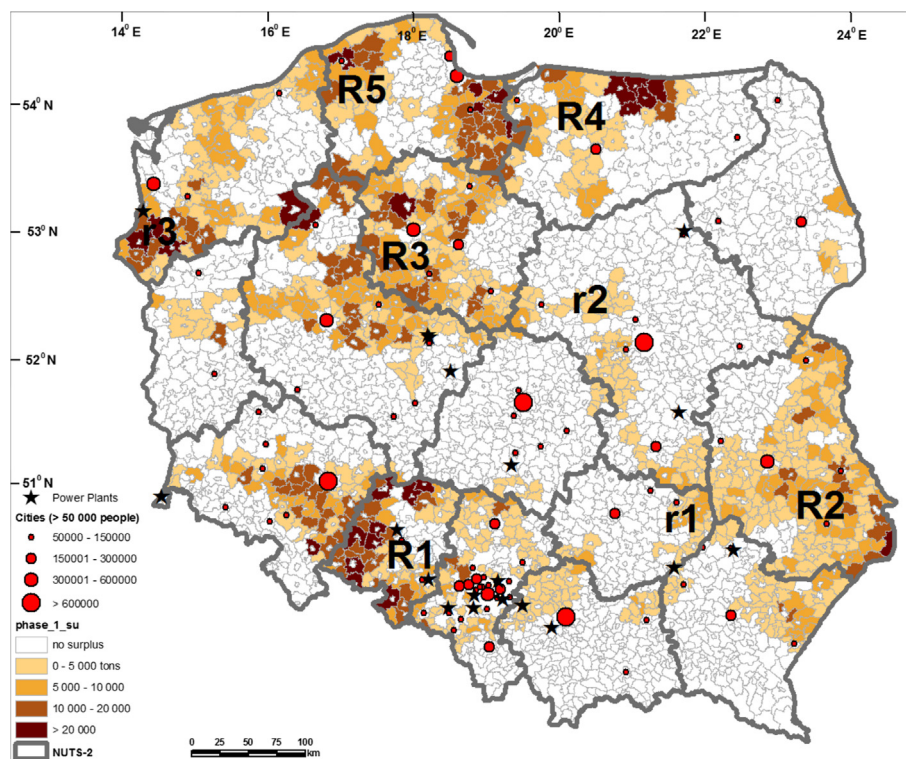 14° E 16° E 18° E 20° E 22° E 24° E
54° N
53° N
52° N
51° N
R5
R4
r3
R3
r2
R2
r1
R1
Power Plants
Cities (> 50 000 people)
50000 - 150000
150001 - 300000
300001 - 600000
> 600000
phase_1_su
no surplus
0 - 5 000 tons
5 000 - 10 000
10 000 - 20 000
> 20 000
NUTS-2
0 25 50 75 100
km